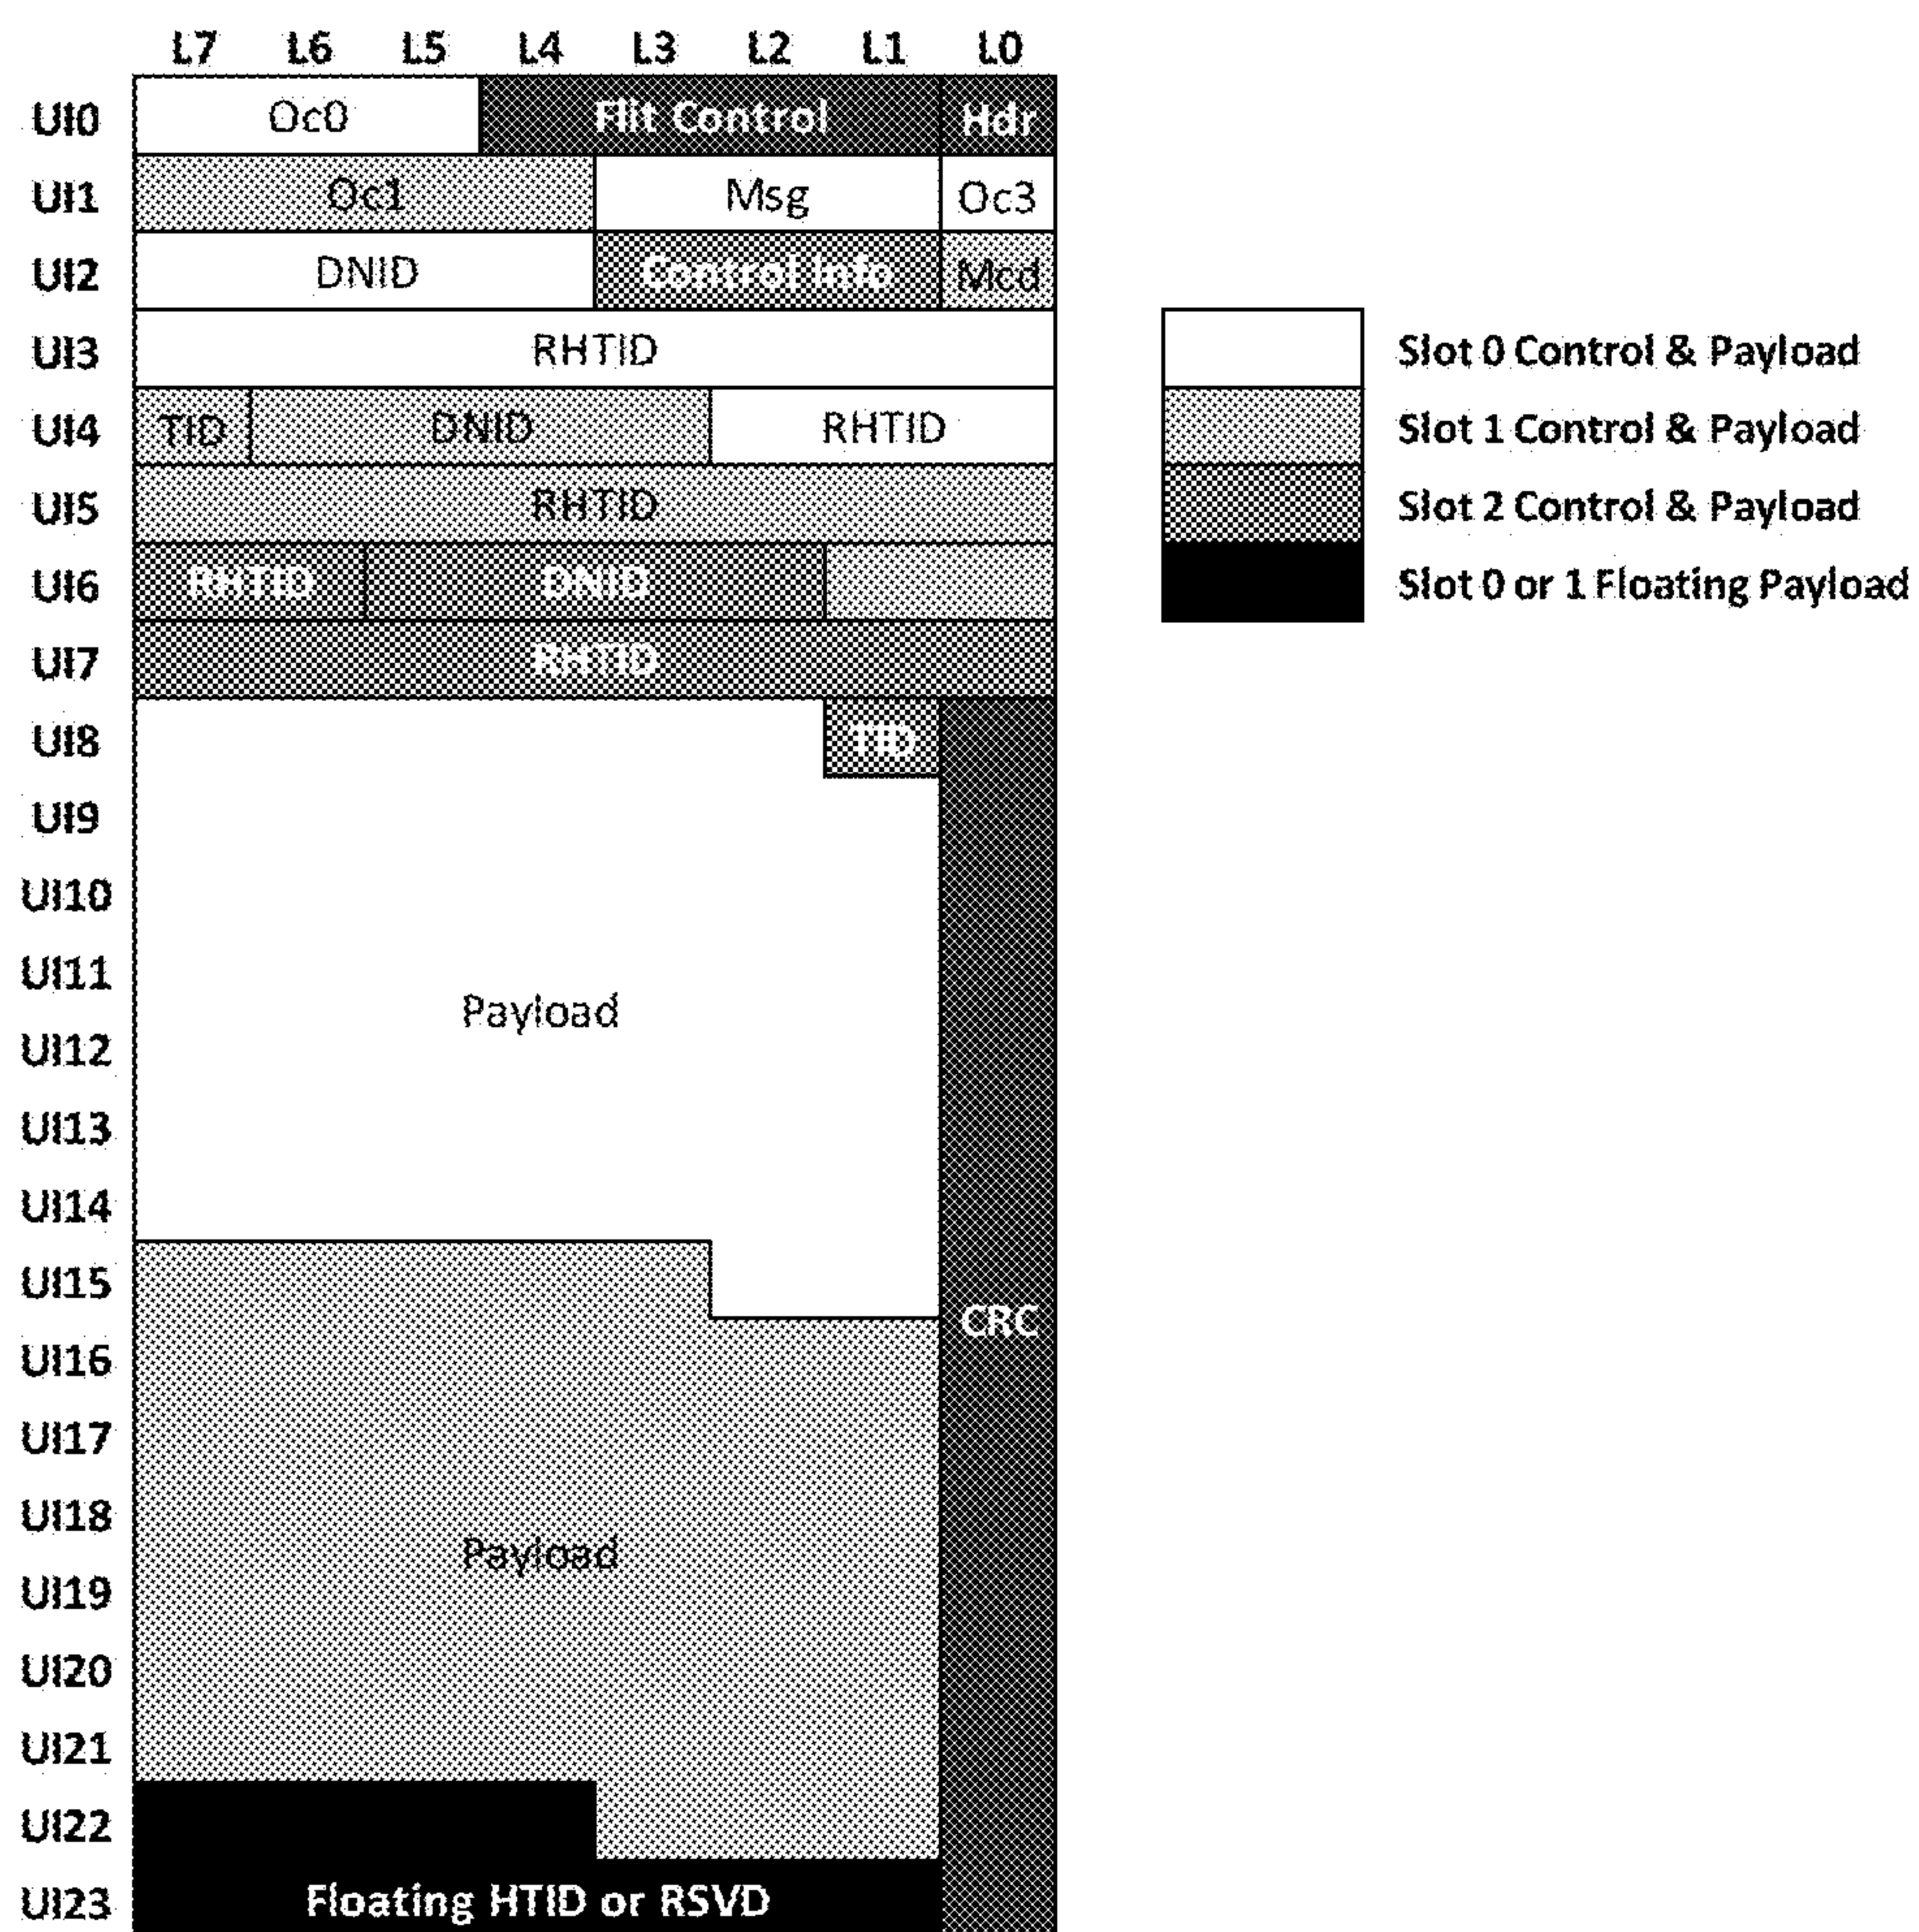 L7 L6 L5 L4 L3 L2 L1 L0
UI0 Oc0 Flit Control Hdr
UI1 Oc1 Msg Oc3
UI2 DNID Control Info Mcd
UI3 RHTID
Slot 0 Control & Payload
UI4 TID DNID RHTID
Slot 1 Control & Payload
UI5 RHTID
Slot 2 Control & Payload
UI6 RHTID DNID
Slot 0 or 1 Floating Payload
UI7 RHTID
UI8 TID
UI9
UI10
UI11
Payload
UI12
UI13
UI14
UI15
CRC
UI16
UI17
UI18
Payload
UI19
UI20
UI21
UI22
UI23 Floating HTID or RSVD